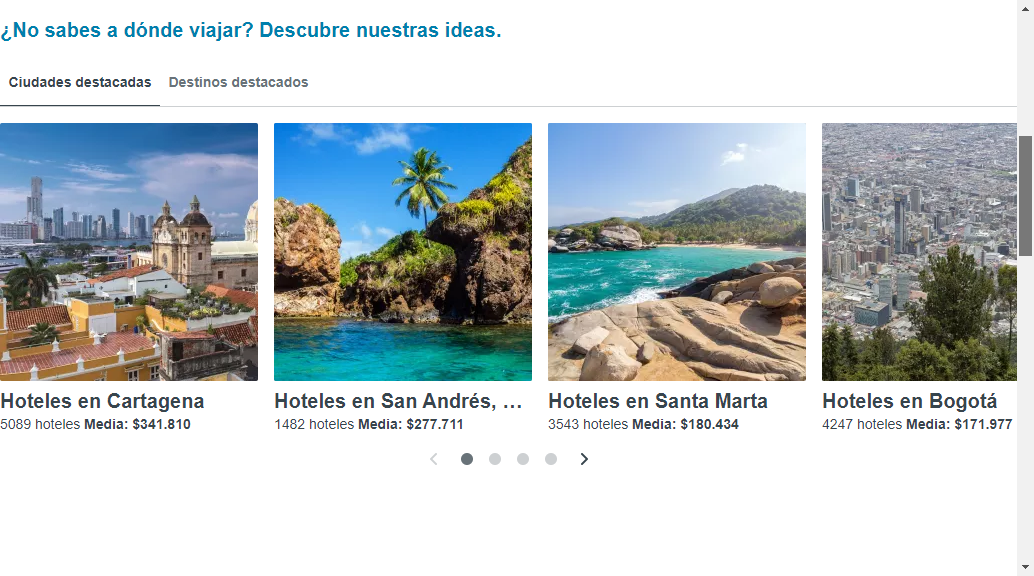 ¿No sabes a dónde viajar? Descubre nuestras ideas.
Ciudades destacadas
Destinos destacados
Hoteles en Cartagena
5089 hoteles Media: $341.810
Hoteles en San Andrés, ...
1482 hoteles Media: $277.711
Hoteles en Santa Marta
3543 hoteles Media: $180.434
Hoteles en Bogotá
4247 hoteles Media: $171.977